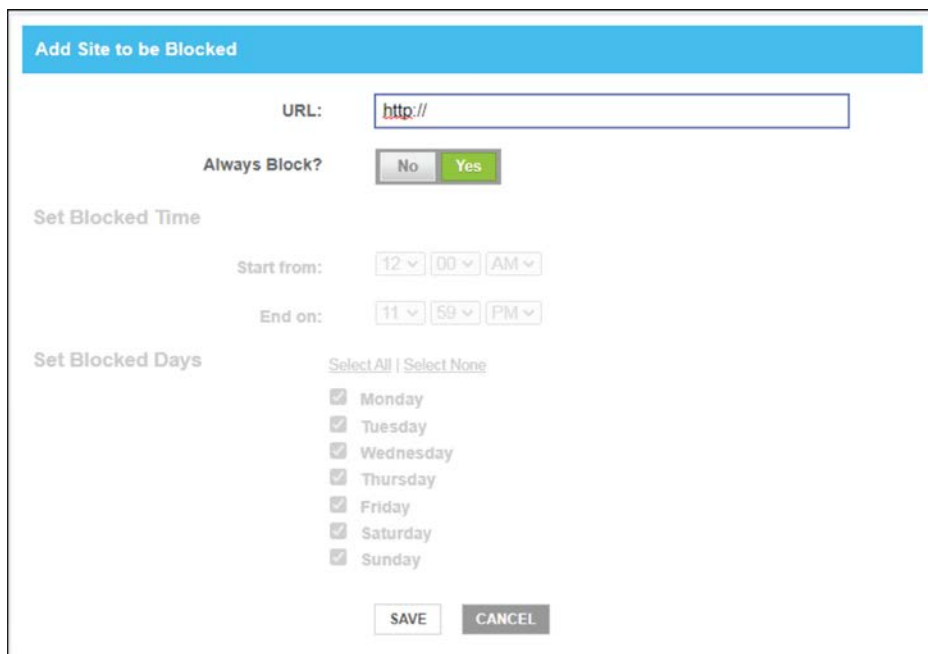 Add Site to be Blocked
URL: http://
Always Block? No Yes
Set Blocked Time
Start from: 12 00 AM
End on: 11 59 PM
Set Blocked Days Select All | Select None
Monday
Tuesday
Wednesday
Thursday
Friday
Saturday
Sunday
SAVE CANCEL